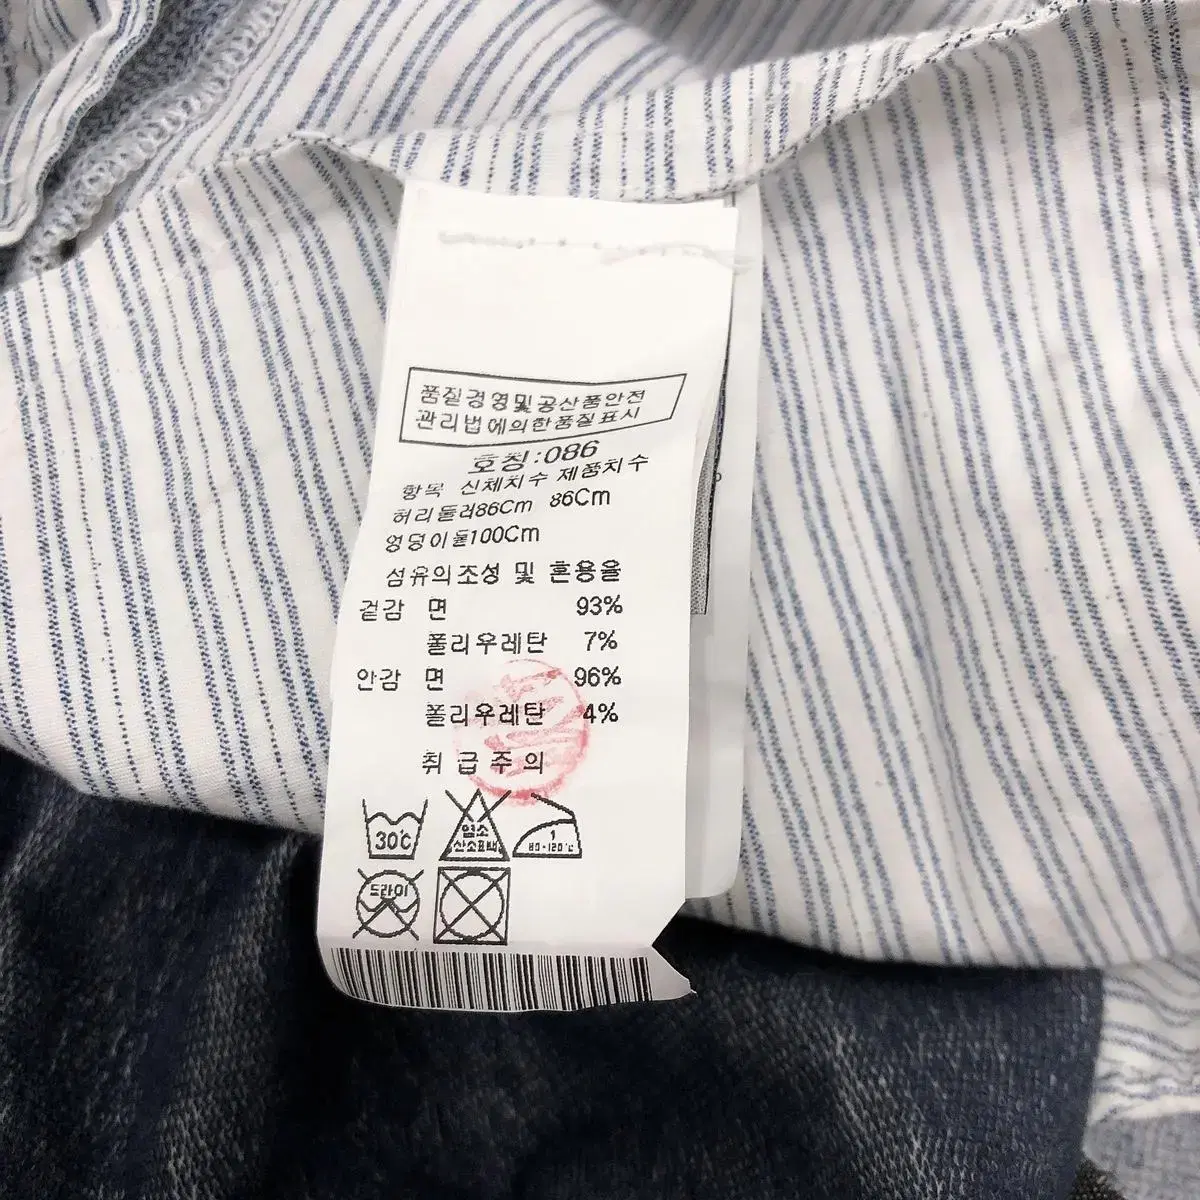 품질경영및공산품안전
관리법에의한품질표시
호칭:086
항목 신체치수 제품치수
허리둘레86Cm 86Cm
엉덩이둘100Cm
섬유의조성 및 혼용율
겉감 면 93%
폴리우레탄 7%
안감 면 96%
폴리우레탄 4%
취급주의
30℃
염소
산소표백
1
80~120℃
드라이